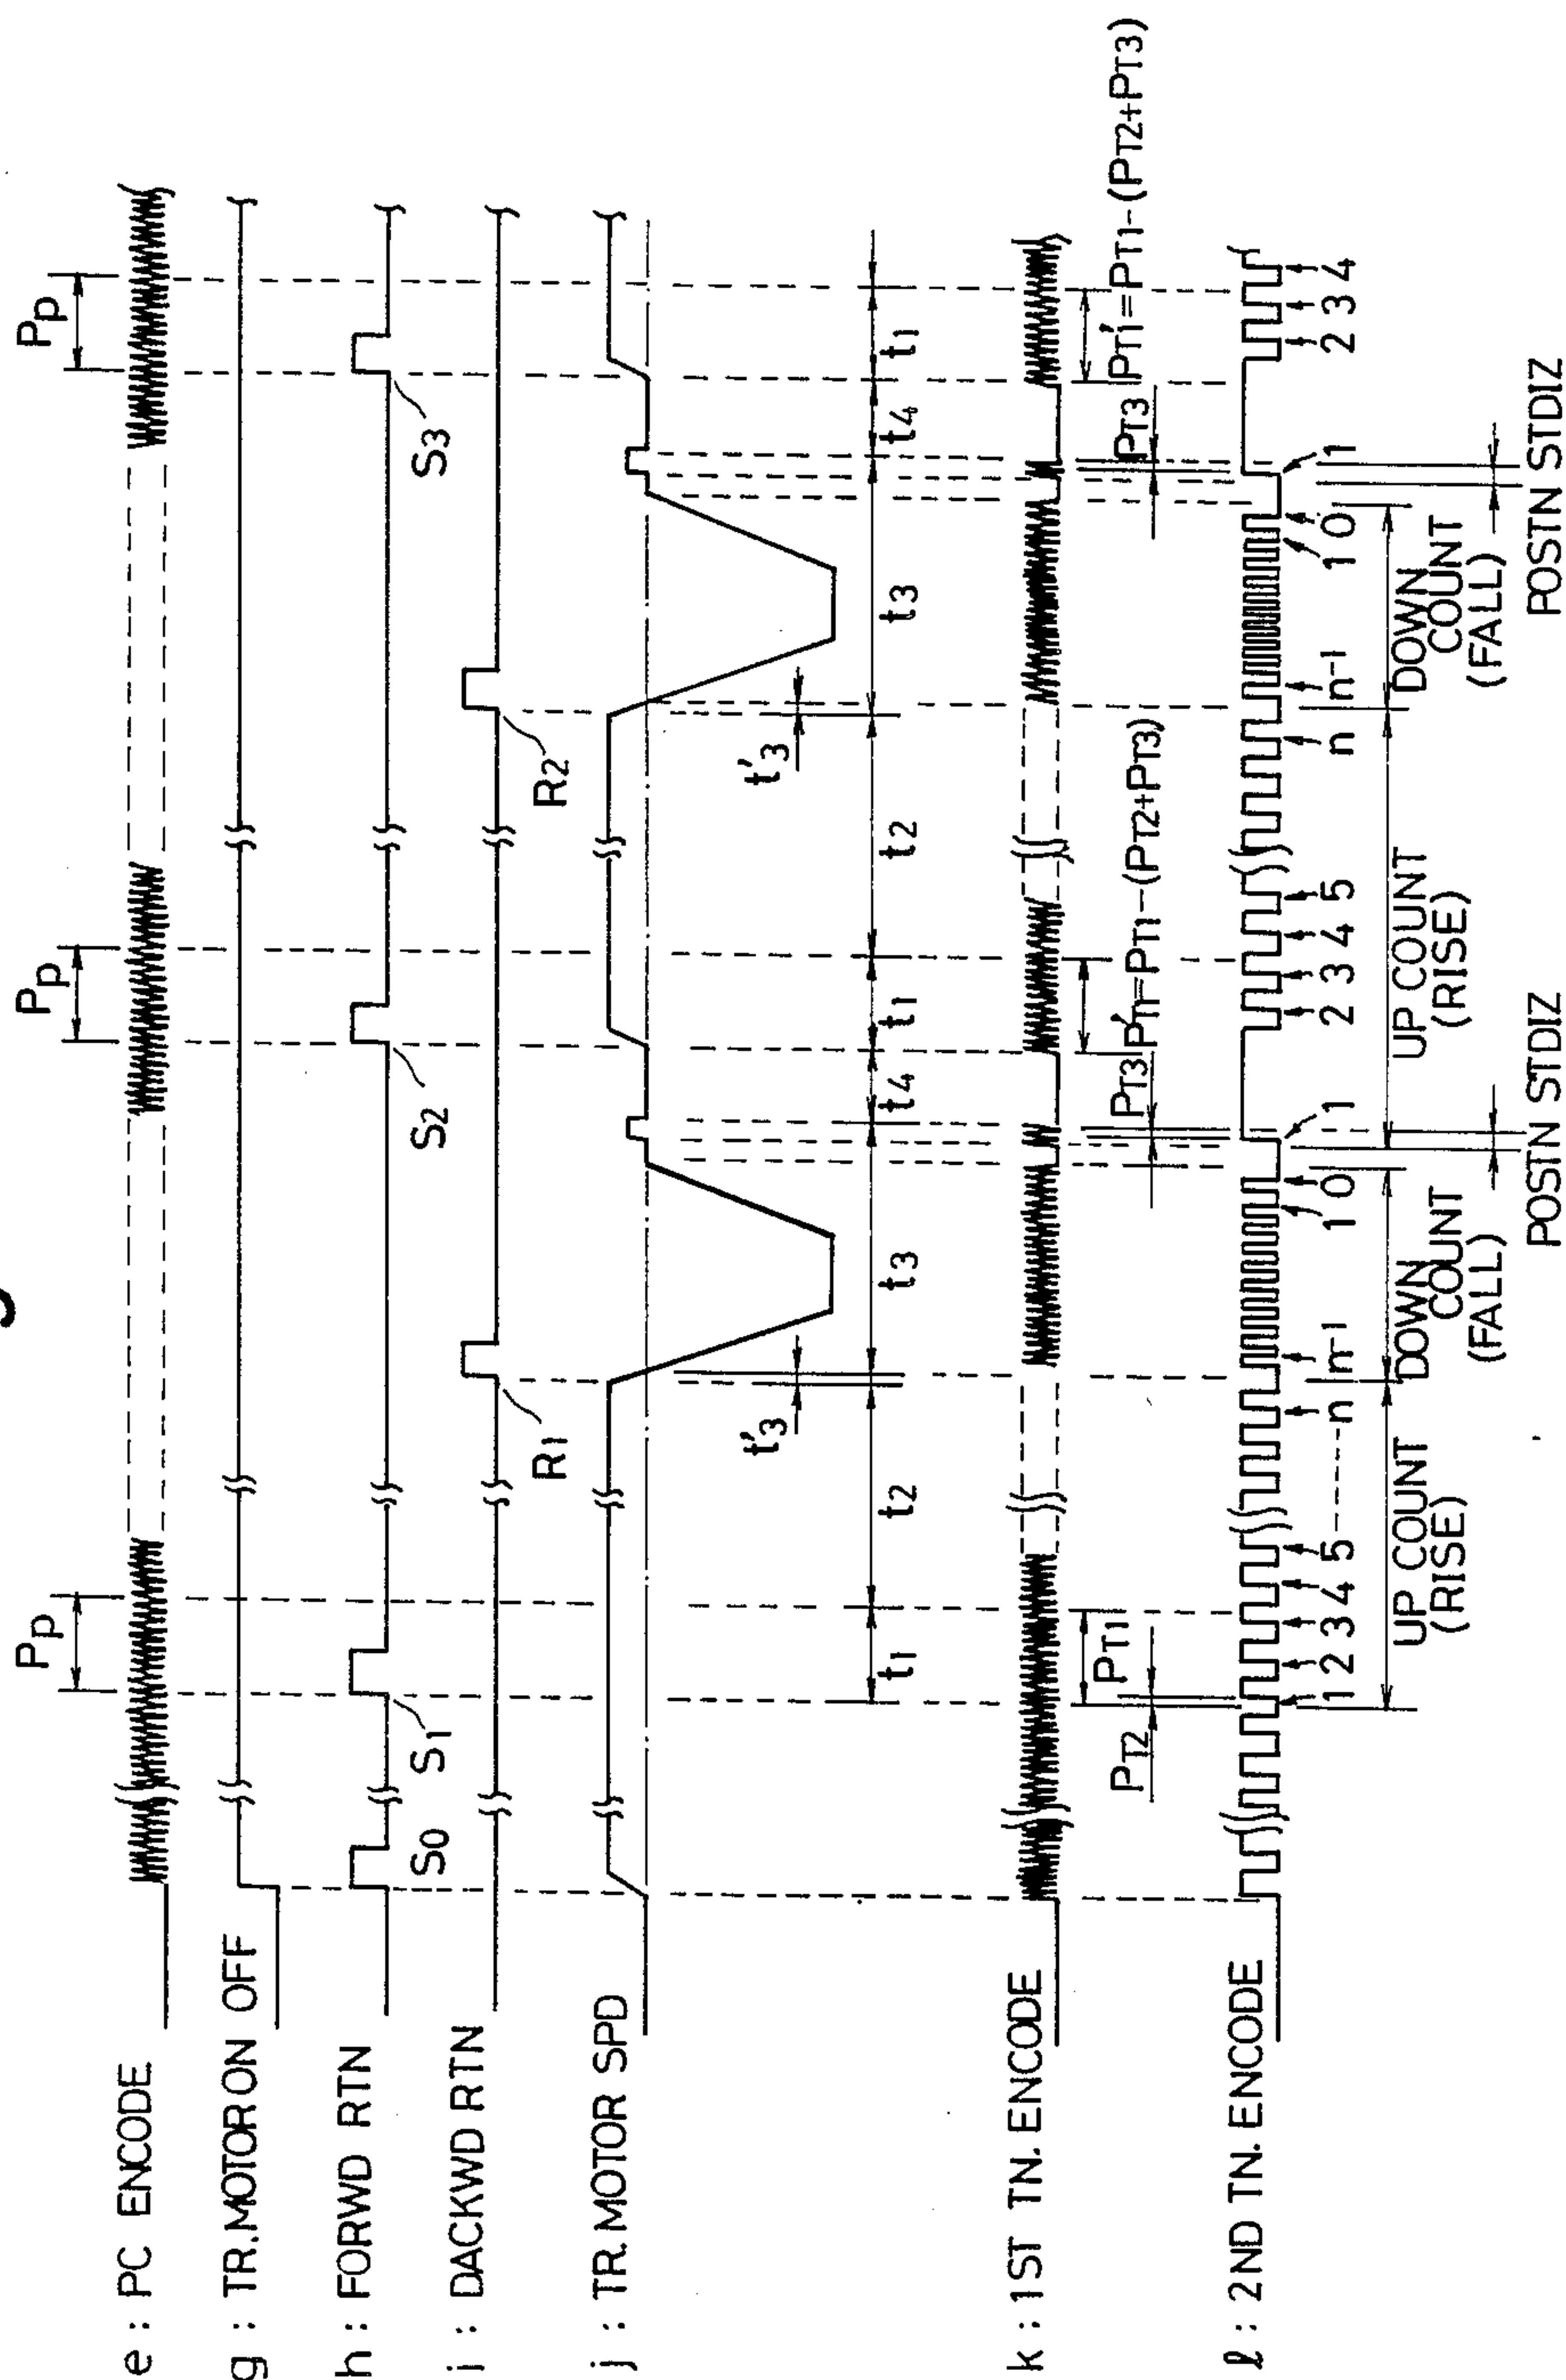 e : PC ENCODE
g : TR.MOTOR ON OFF
h : FORWD RTN
i : DACKWD RTN
j : TR.MOTOR SPD
k : 1ST TN. ENCODE
ℓ : 2ND TN. ENCODE
Pp Pp Pp
S0 S1 S2 S3
R1 R2
t'3 t'3
t1 t2 t3 t4 t1 t2 t3 t4 t1
PT2 PT1 PT3 PT1'=PT1-(PT2+PT3) PT3 PT1'=PT1-(PT2+PT3)
1 2 3 4 5 ------ n n-1 1 0 1 2 3 4 5 n n-1 1 0 1 2 3 4
UP COUNT
(RISE)
DOWN
COUNT
(FALL)
POSTN STDIZ
UP COUNT
(RISE)
DOWN
COUNT
(FALL)
POSTN STDIZ